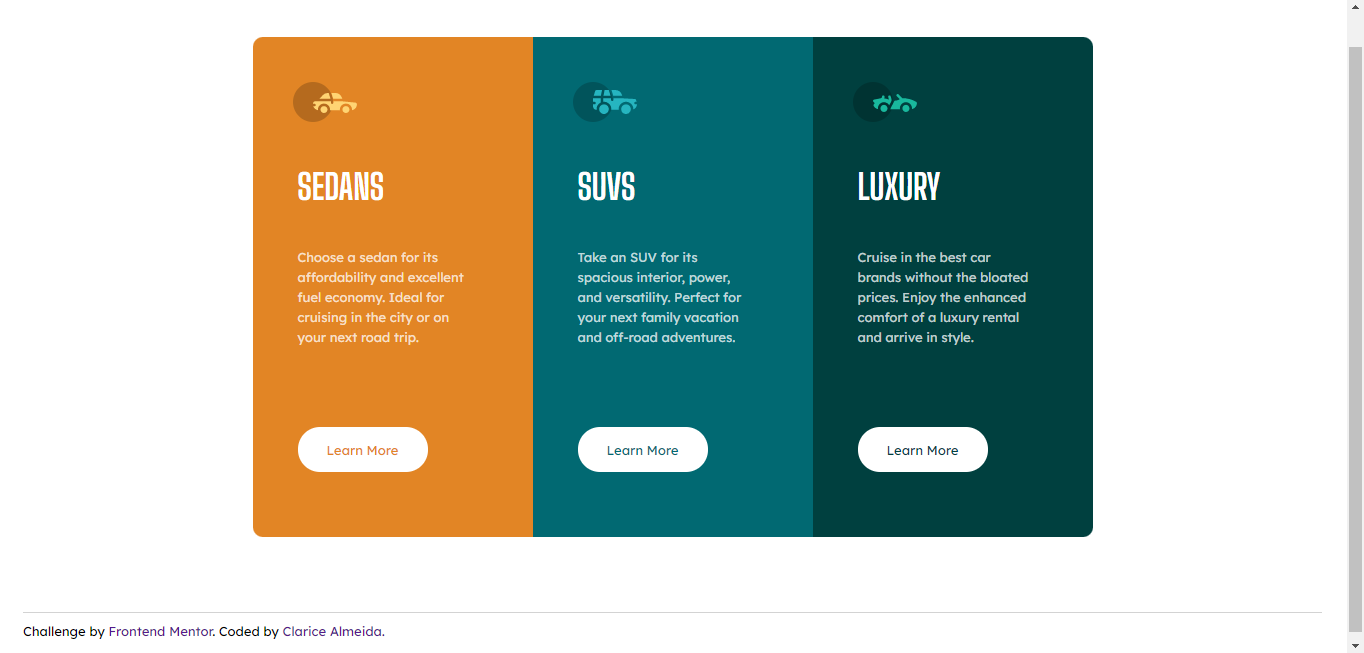 SEDANS
Choose a sedan for its
affordability and excellent
fuel economy. Ideal for
cruising in the city or on
your next road trip.
Learn More
SUVS
Take an SUV for its
spacious interior, power,
and versatility. Perfect for
your next family vacation
and off-road adventures.
Learn More
LUXURY
Cruise in the best car
brands without the bloated
prices. Enjoy the enhanced
comfort of a luxury rental
and arrive in style.
Learn More
Challenge by Frontend Mentor. Coded by Clarice Almeida.